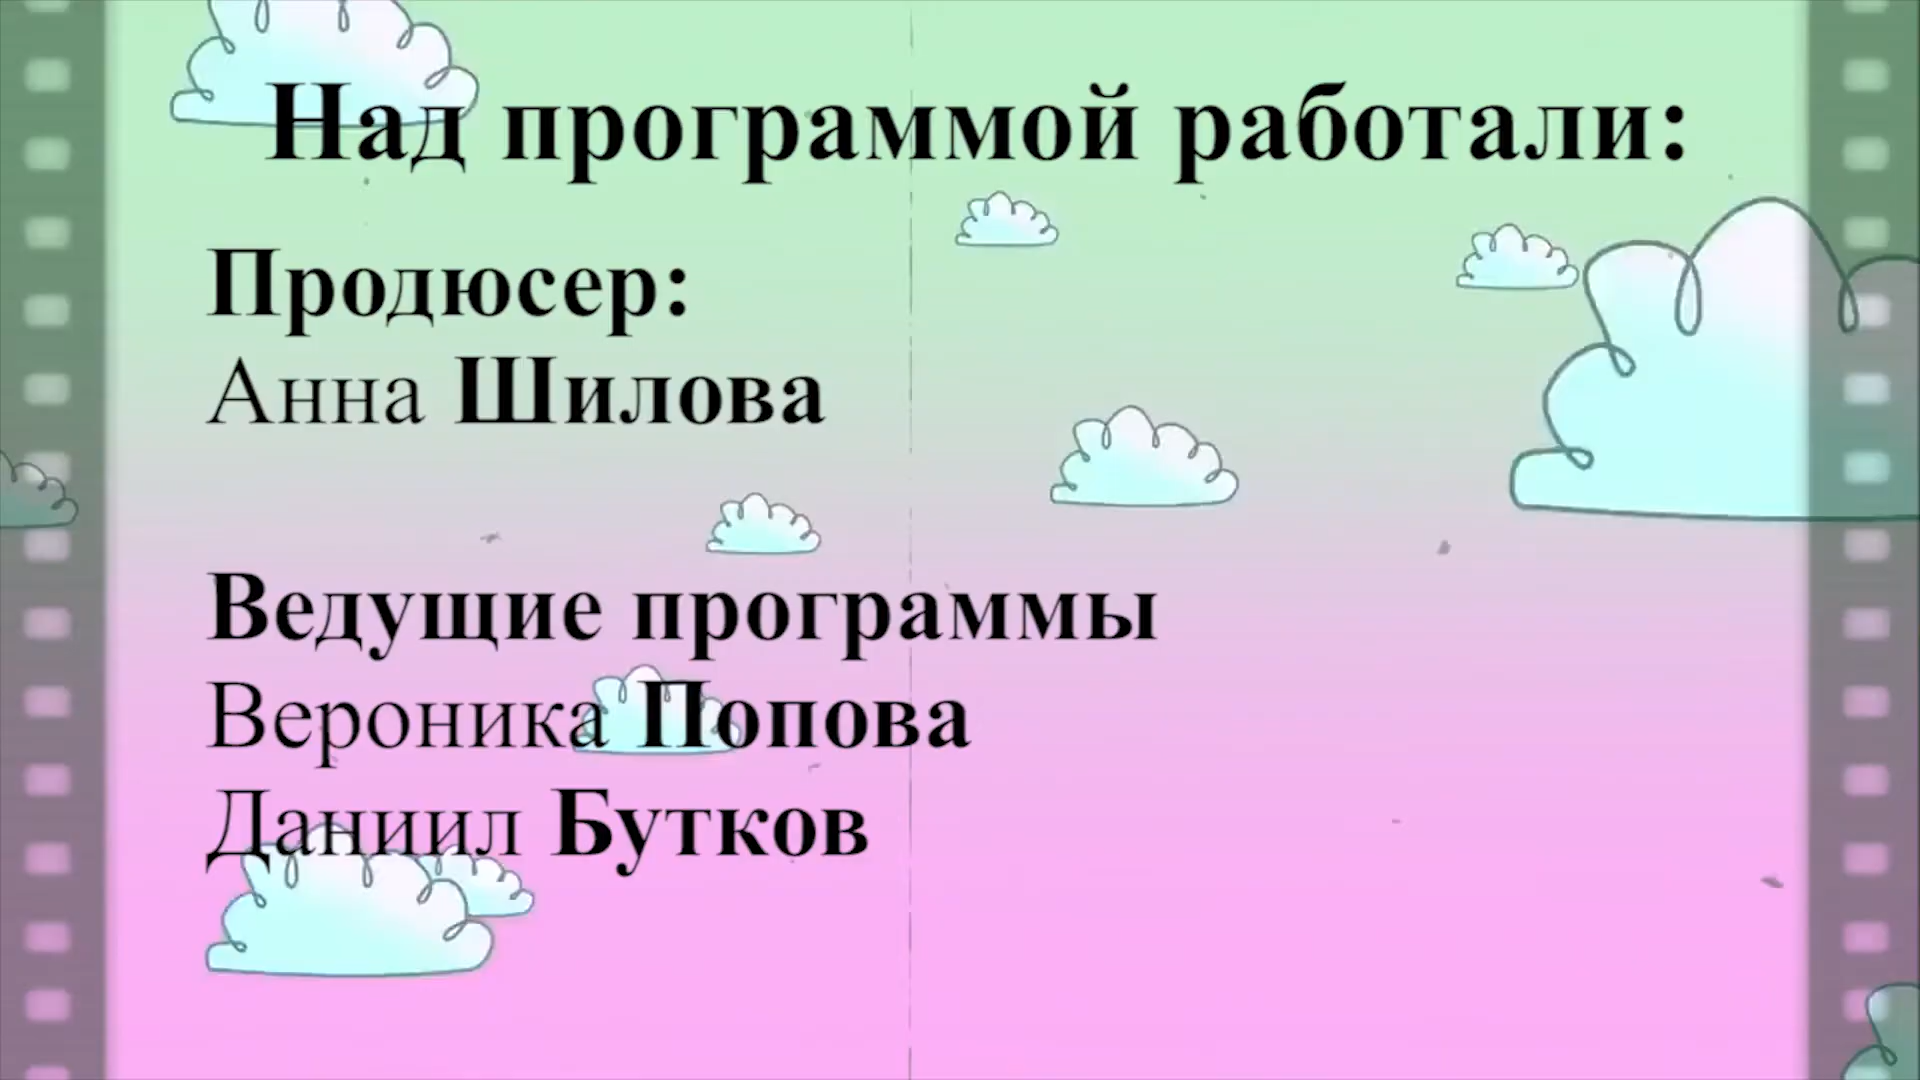 Над программой работали:
Продюсер:
Анна Шилова
Ведущие программы
Вероника Попова
Даниил Бутков